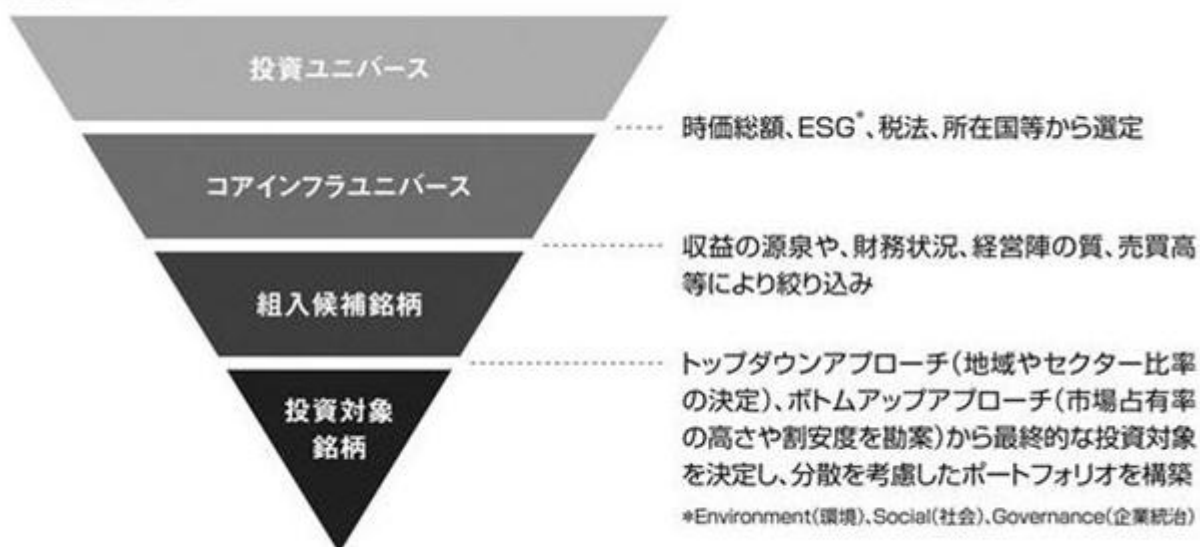 投資ユニバース
時価総額、ESG*、税法、所在国等から選定
コアインフラユニバース
収益の源泉や、財務状況、経営陣の質、売買高
等により絞り込み
組入候補銘柄
トップダウンアプローチ(地域やセクター比率
の決定)、ボトムアップアプローチ(市場占有率
の高さや割安度を勘案)から最終的な投資対象
を決定し、分散を考慮したポートフォリオを構築
投資対象
銘柄
*Environment(環境)、Social(社会)、Governance(企業統治)